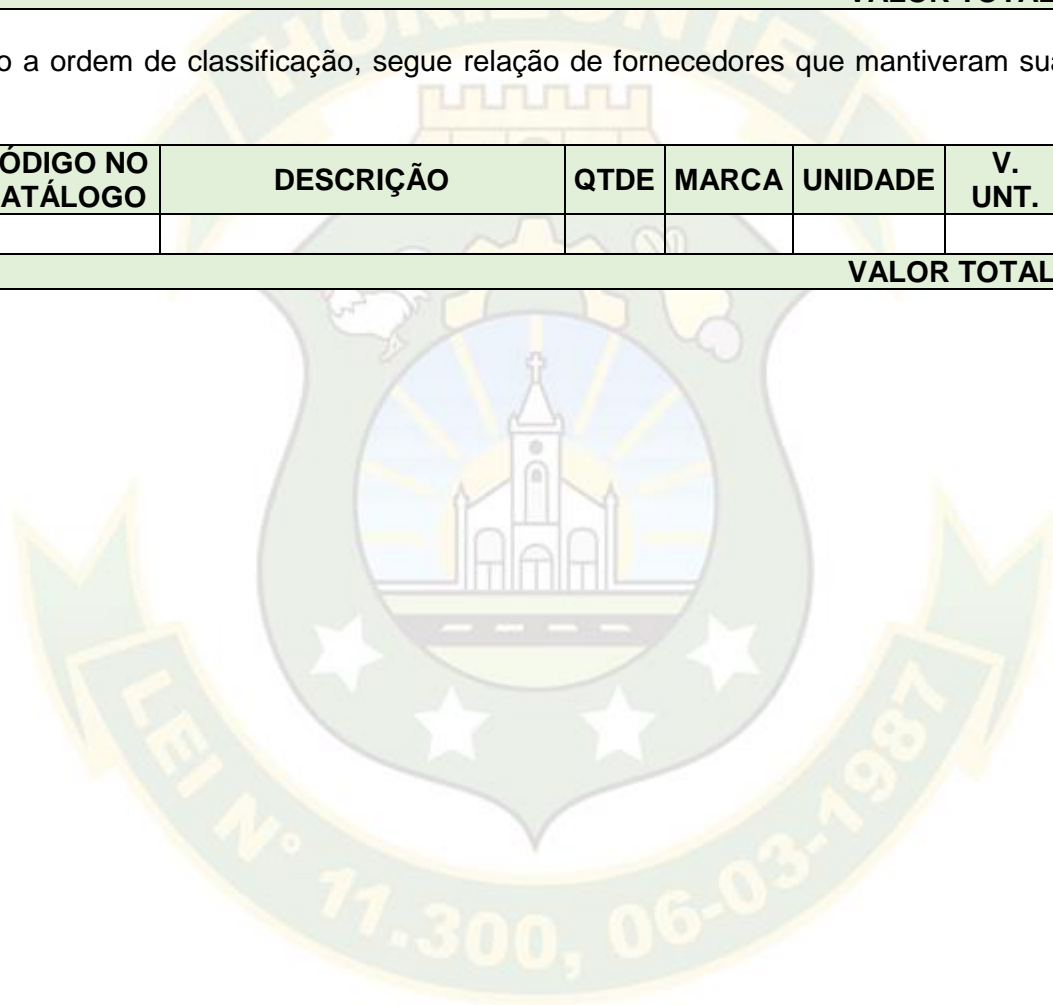 VALOR TOTAL
HORIZONTE
o a ordem de classificação, segue relação de fornecedores que mantiveram sua
ÓDIGO NO
ATÁLOGO
DESCRIÇÃO
QTDE
MARCA
UNIDADE
V.
UNT.
VALOR TOTAL
LEI Nº 11.300, 06-03-1987